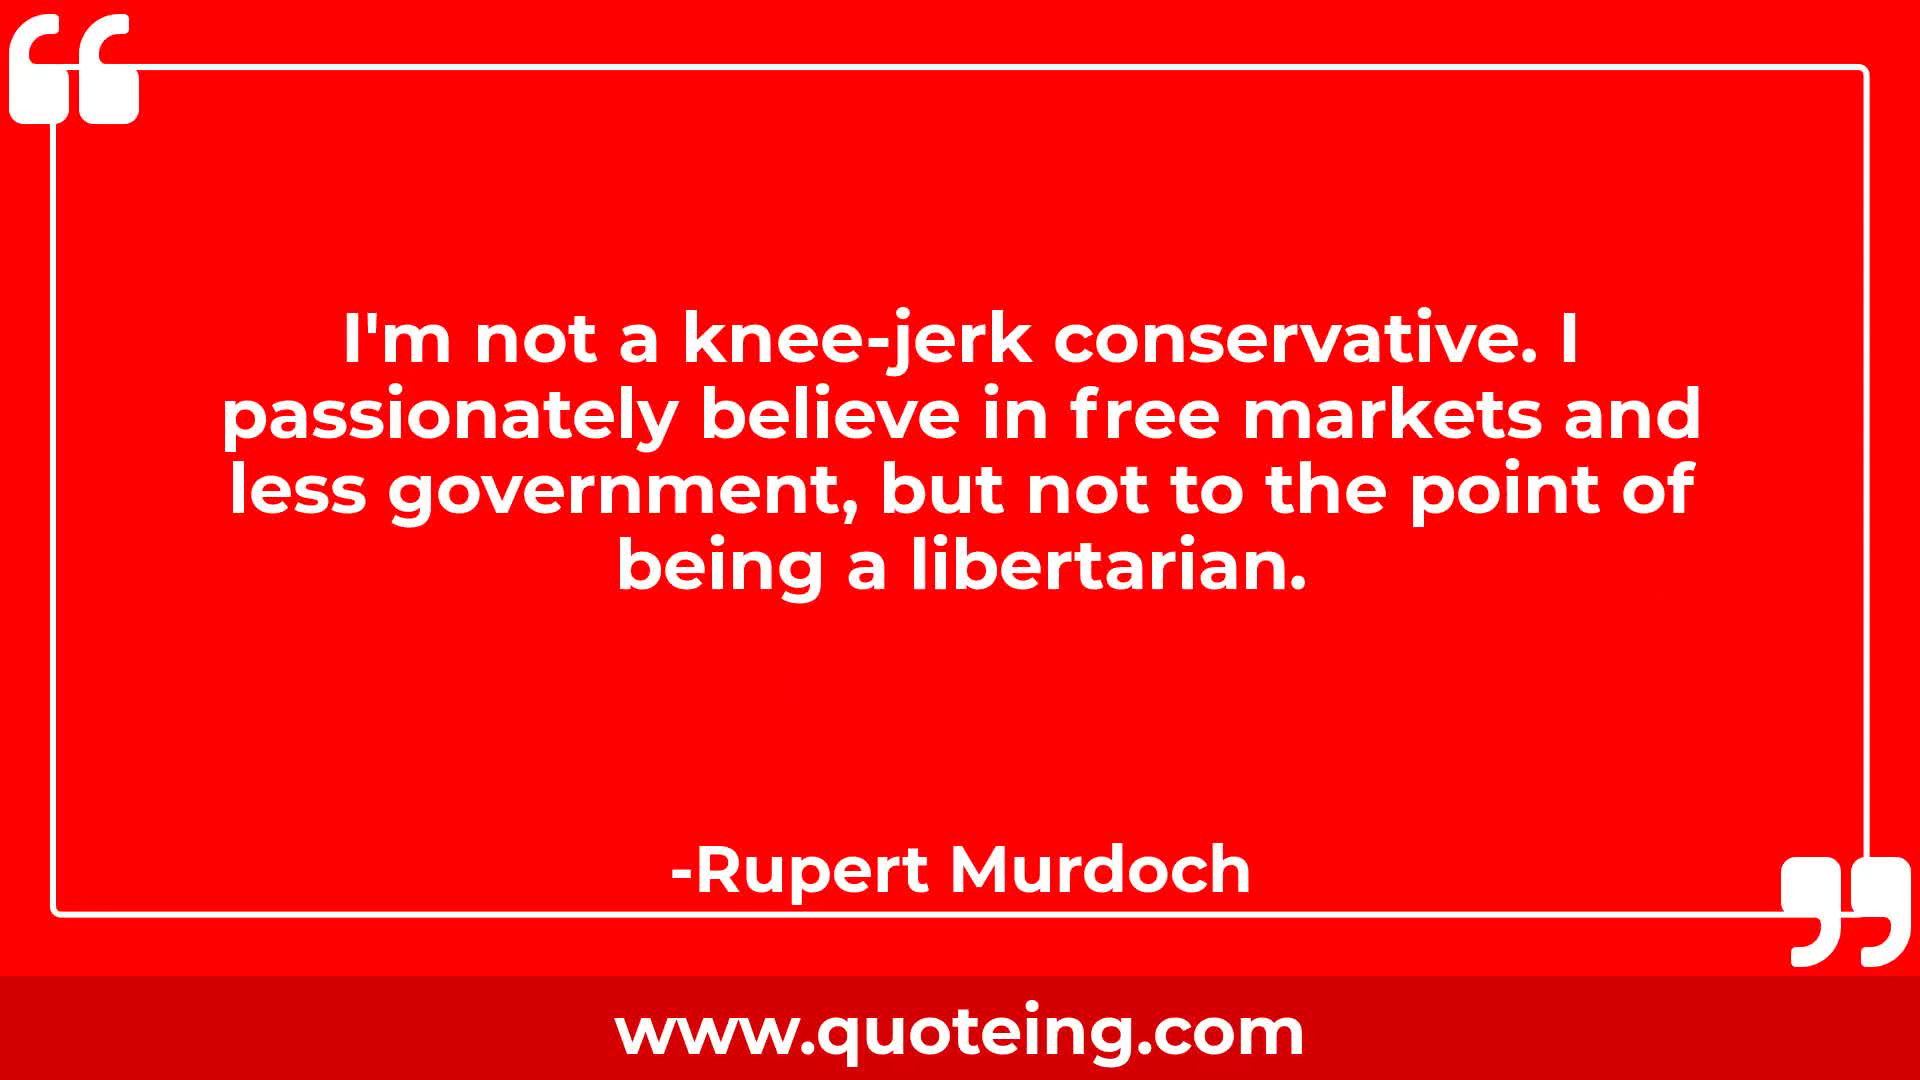 I'm not a knee-jerk conservative. I
passionately believe in free markets and
less government, but not to the point of
being a libertarian.
-Rupert Murdoch
www.quoteing.com